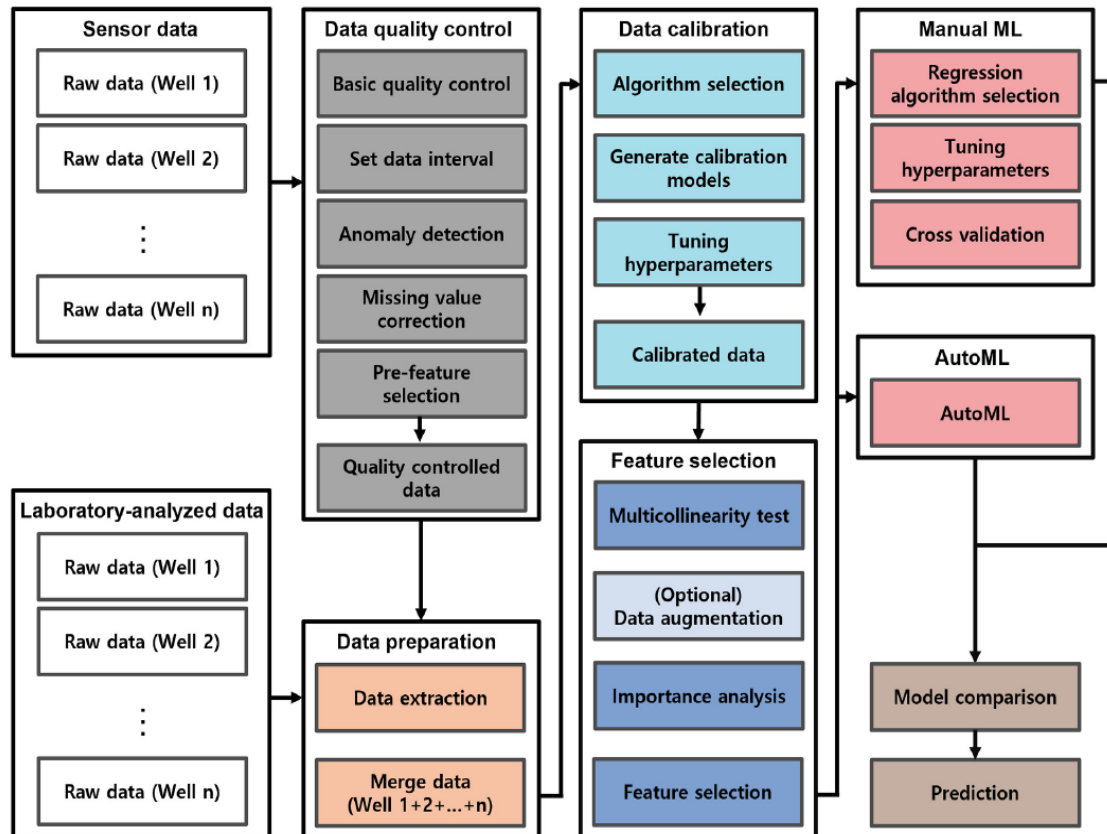 Sensor data
Raw data (Well 1)
Raw data (Well 2)
⋮
Raw data (Well n)
Laboratory-analyzed data
Raw data (Well 1)
Raw data (Well 2)
⋮
Raw data (Well n)
Data quality control
Basic quality control
Set data interval
Anomaly detection
Missing value
correction
Pre-feature
selection
Quality controlled
data
Data preparation
Data extraction
Merge data
(Well 1+2+...+n)
Data calibration
Algorithm selection
Generate calibration
models
Tuning
hyperparameters
Calibrated data
Feature selection
Multicollinearity test
(Optional)
Data augmentation
Importance analysis
Feature selection
Manual ML
Regression
algorithm selection
Tuning
hyperparameters
Cross validation
AutoML
AutoML
Model comparison
Prediction